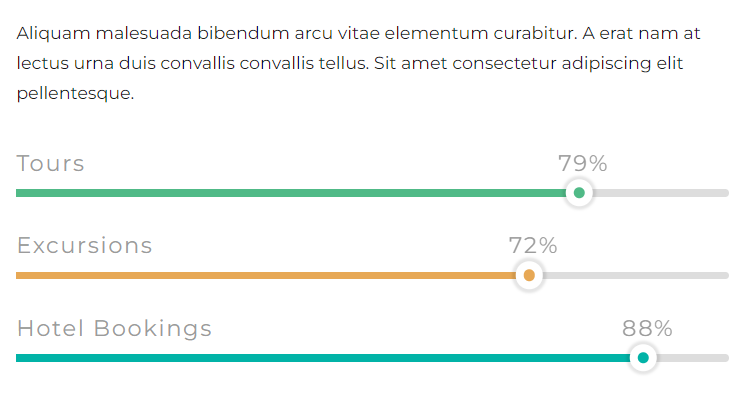 Aliquam malesuada bibendum arcu vitae elementum curabitur. A erat nam at
lectus urna duis convallis convallis tellus. Sit amet consectetur adipiscing elit
pellentesque.
Tours 79%
Excursions 72%
Hotel Bookings 88%